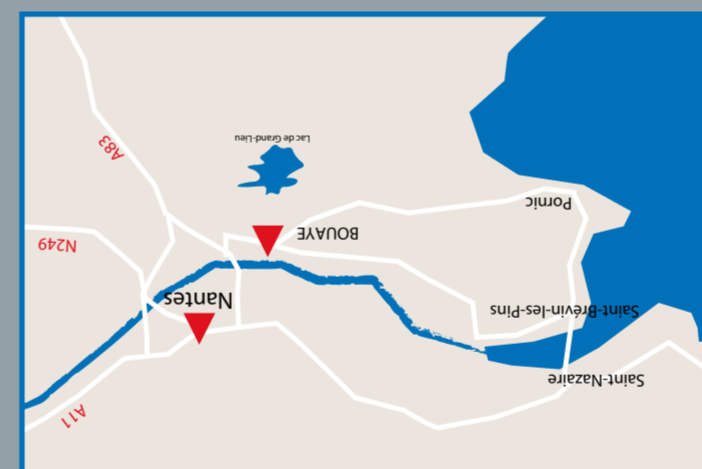 A11
Saint-Nazaire
Nantes
Saint-Brévin-les-Pins
N249
BOUAYE
Pornic
A83
Lac de Grand-Lieu